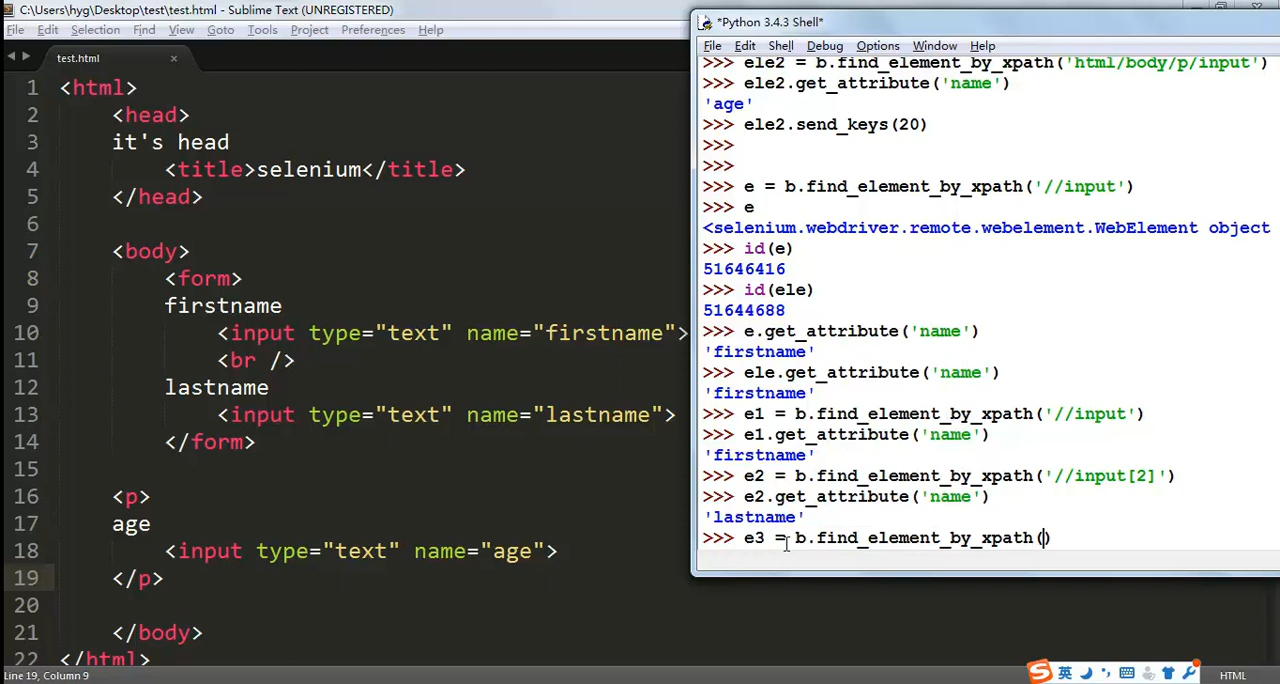 C:\Users\hyg\Desktop\test\test.html - Sublime Text (UNREGISTERED)
File Edit Selection Find View Goto Tools Project Preferences Help
test.html ×
1 <html>
2 <head>
3 it's head
4 <title>selenium</title>
5 </head>
6
7 <body>
8 <form>
9 firstname
10 <input type="text" name="firstname">
11 <br />
12 lastname
13 <input type="text" name="lastname">
14 </form>
15
16 <p>
17 age
18 <input type="text" name="age">
19 </p>
20
21 </body>
22 </html>
Line 19, Column 9
HTML
*Python 3.4.3 Shell*
File Edit Shell Debug Options Window Help
>>> ele2 = b.find_element_by_xpath('html/body/p/input')
>>> ele2.get_attribute('name')
'age'
>>> ele2.send_keys(20)
>>>
>>>
>>> e = b.find_element_by_xpath('//input')
>>> e
<selenium.webdriver.remote.webelement.WebElement object
>>> id(e)
51646416
>>> id(ele)
51644688
>>> e.get_attribute('name')
'firstname'
>>> ele.get_attribute('name')
'firstname'
>>> e1 = b.find_element_by_xpath('//input')
>>> e1.get_attribute('name')
'firstname'
>>> e2 = b.find_element_by_xpath('//input[2]')
>>> e2.get_attribute('name')
'lastname'
>>> e3 = b.find_element_by_xpath()
S 英